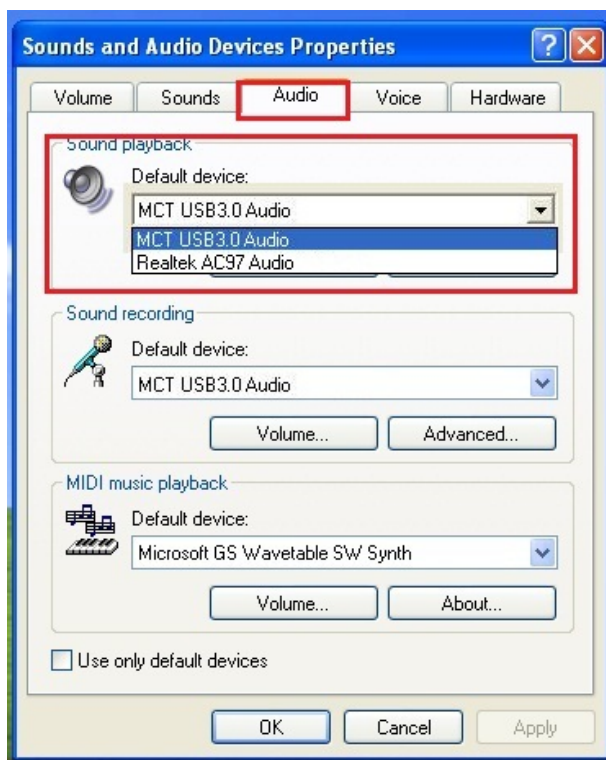 Sounds and Audio Devices Properties
Volume Sounds Audio Voice Hardware
Sound playback
Default device:
MCT USB3.0 Audio
MCT USB3.0 Audio
Realtek AC97 Audio
Sound recording
Default device:
MCT USB3.0 Audio
Volume... Advanced...
MIDI music playback
Default device:
Microsoft GS Wavetable SW Synth
Volume... About...
Use only default devices
OK Cancel Apply